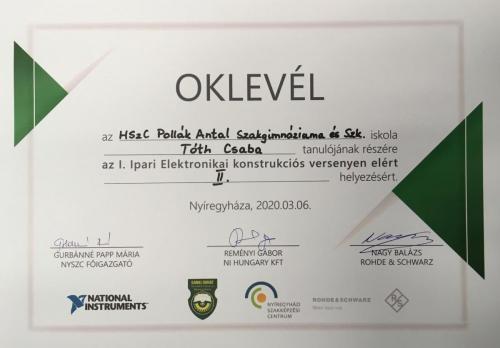 OKLEVÉL
az HSzC Pollák Antal Szakgimnáziuma és Szk. iskola
Tóth Csaba tanulójának részére
az I. Ipari Elektronikai konstrukciós versenyen elért
II. helyezésért.
Nyíregyháza, 2020.03.06.
GURBÁNNÉ PAPP MÁRIA
NYSZC FŐIGAZGATÓ
REMÉNYI GÁBOR
NI HUNGARY KFT
NAGY BALÁZS
ROHDE & SCHWARZ
NATIONAL INSTRUMENTS
NYÍREGYHÁZI
SZAKKÉPZÉSI
CENTRUM
ROHDE & SCHWARZ
R S